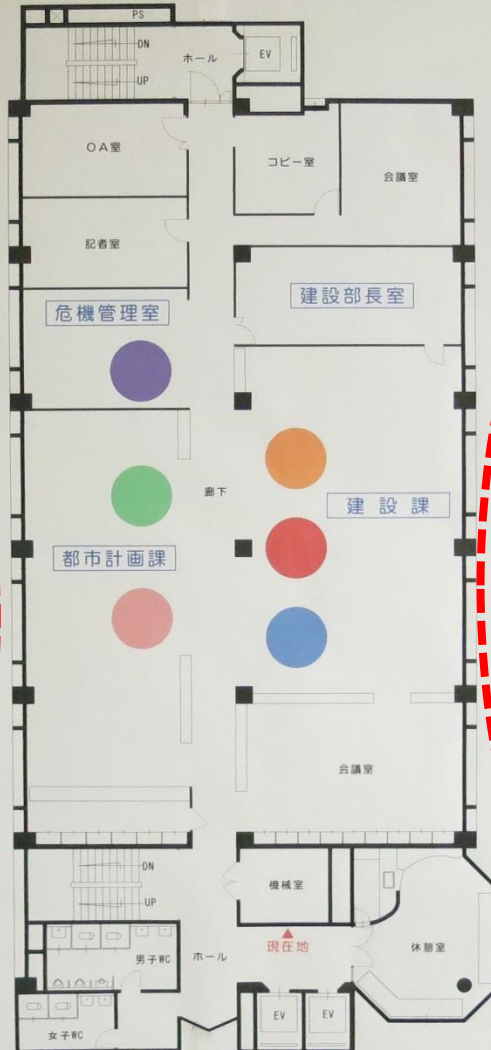 PS
DN
ホール
EV
UP
OA室
コピー室
会議室
記者室
危機管理室
建設部長室
廊下
建設課
都市計画課
会議室
DN
機械室
UP
現在地
男子WC
ホール
休憩室
EV
EV
女子WC